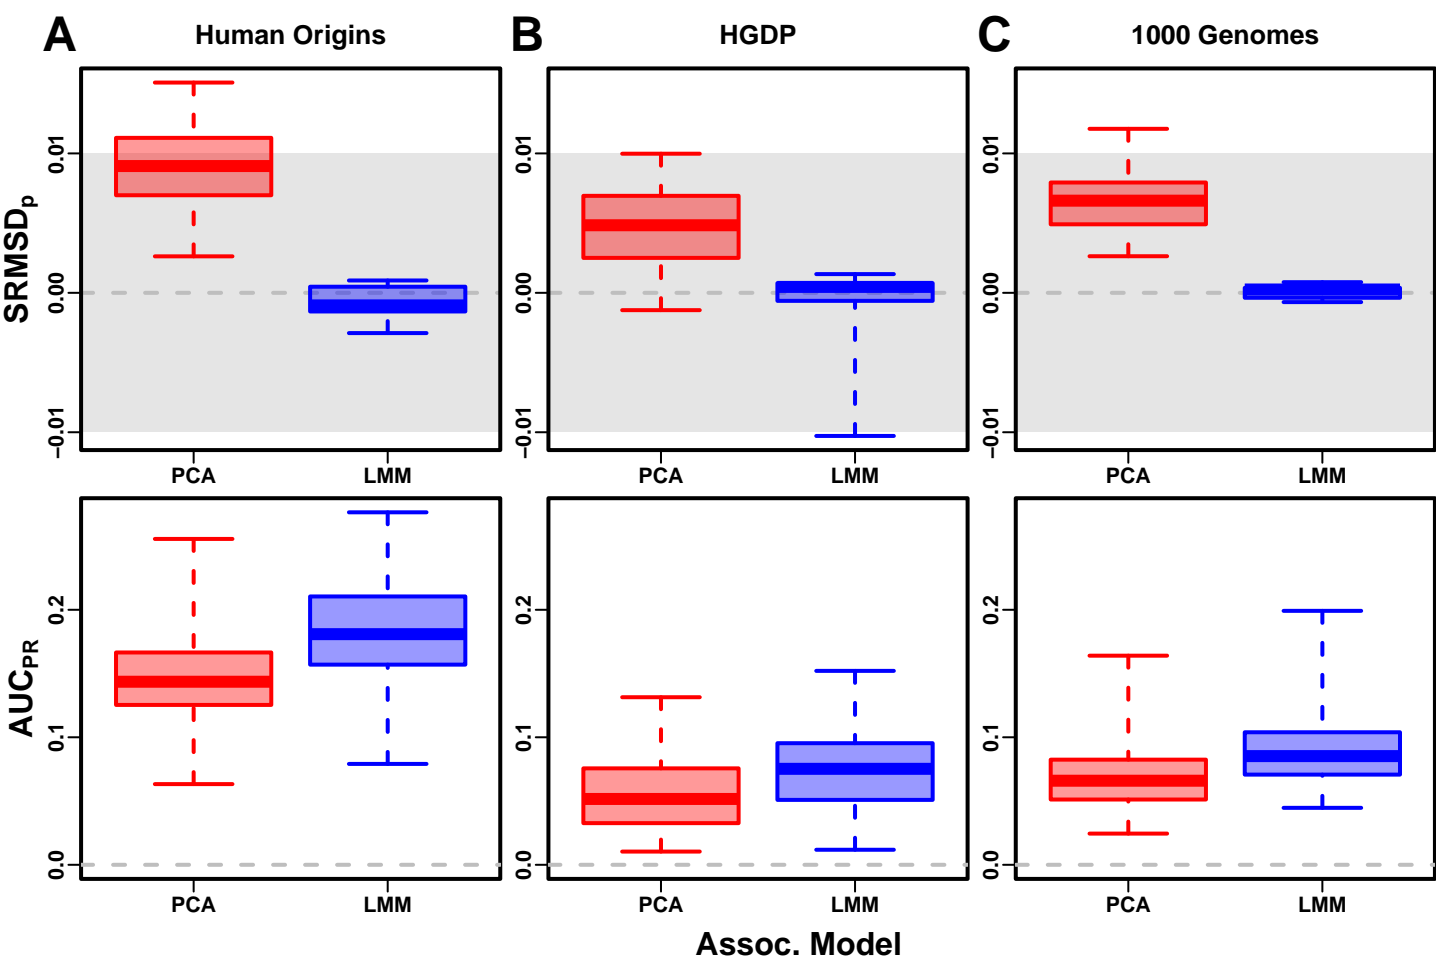 A Human Origins
B HGDP
C 1000 Genomes
SRMSDp
0.01
0.00
−0.01
PCA LMM
0.01
0.00
−0.01
PCA LMM
0.01
0.00
−0.01
PCA LMM
AUCPR
0.2
0.1
0.0
PCA LMM
0.2
0.1
0.0
PCA LMM
0.2
0.1
0.0
PCA LMM
Assoc. Model